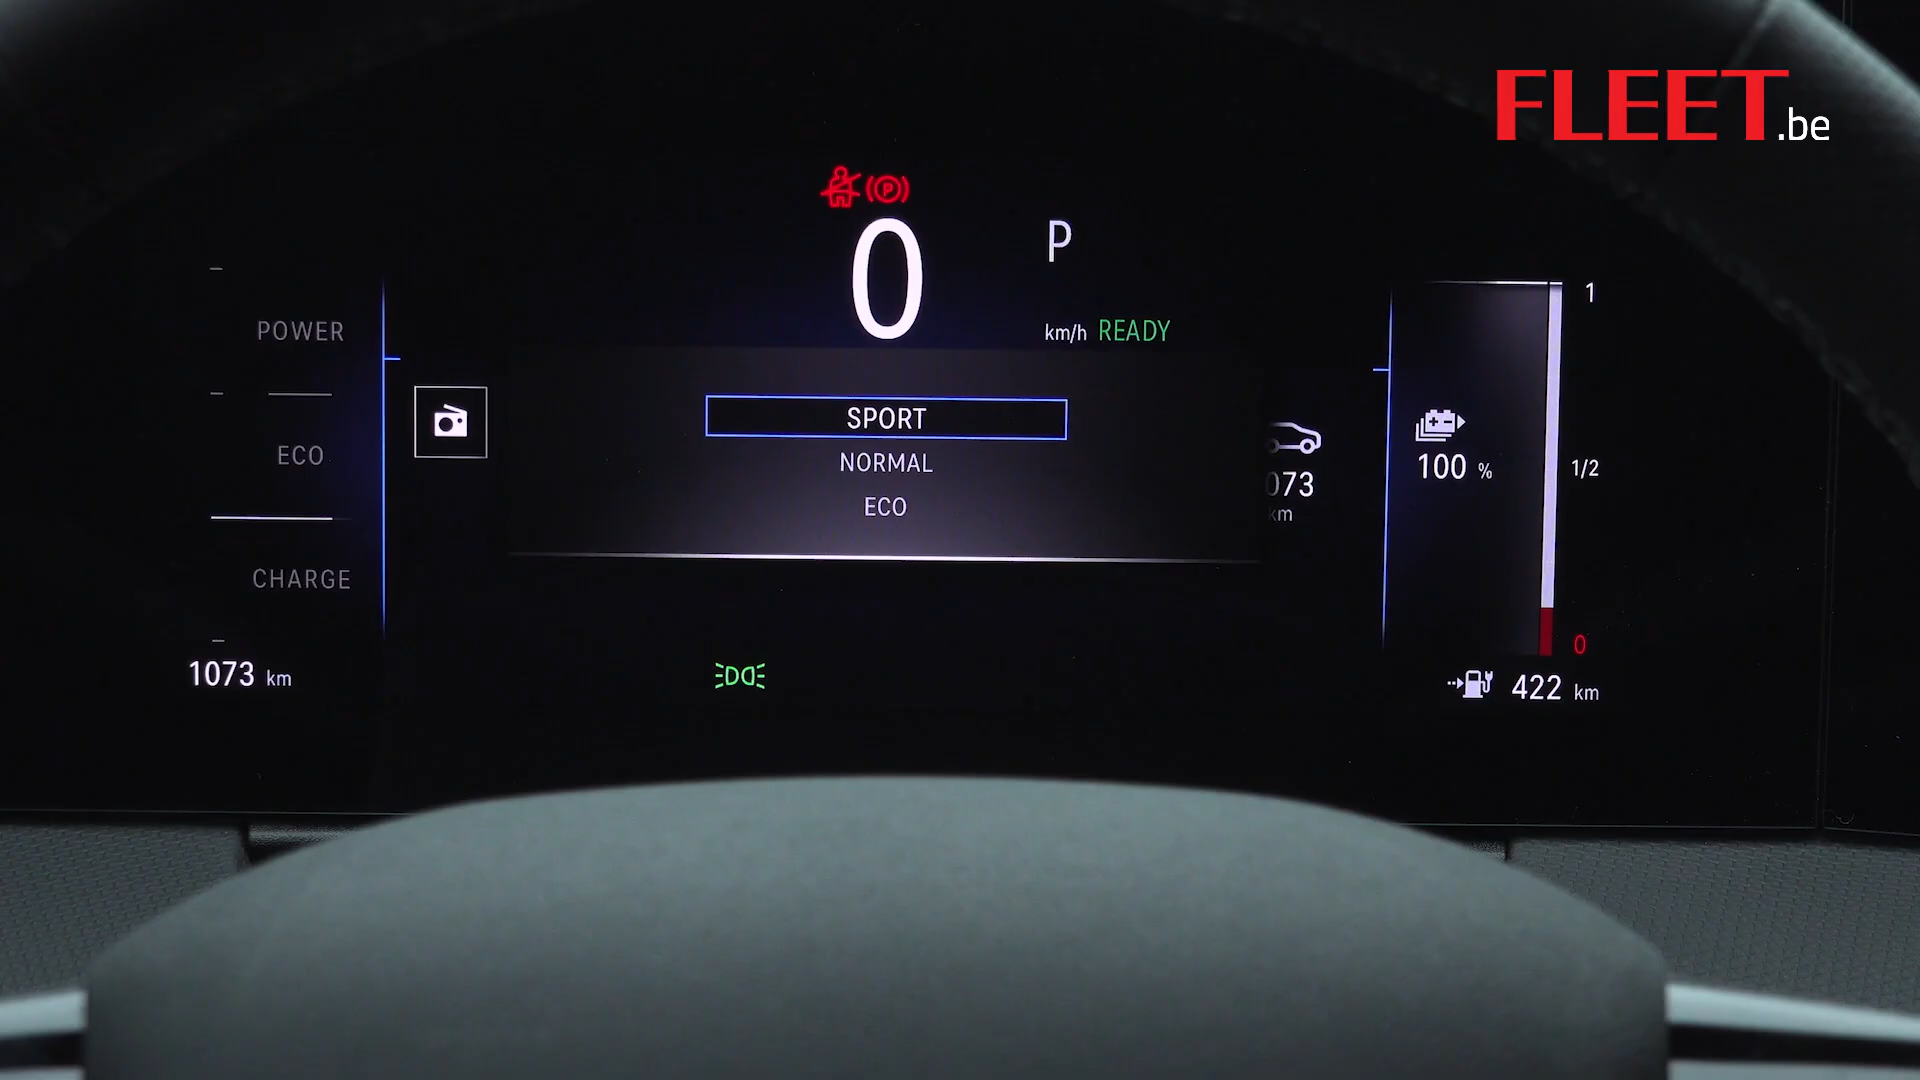 FLEET.be
P
0
km/h READY
POWER
ECO
CHARGE
1073 km
SPORT
NORMAL
ECO
073
km
100 %
1
1/2
0
422 km